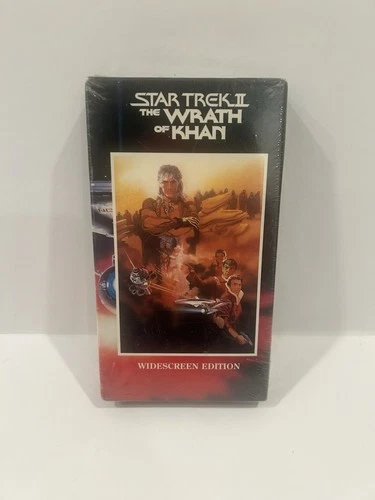 STAR TREK II
THE WRATH
OF KHAN
WIDESCREEN EDITION